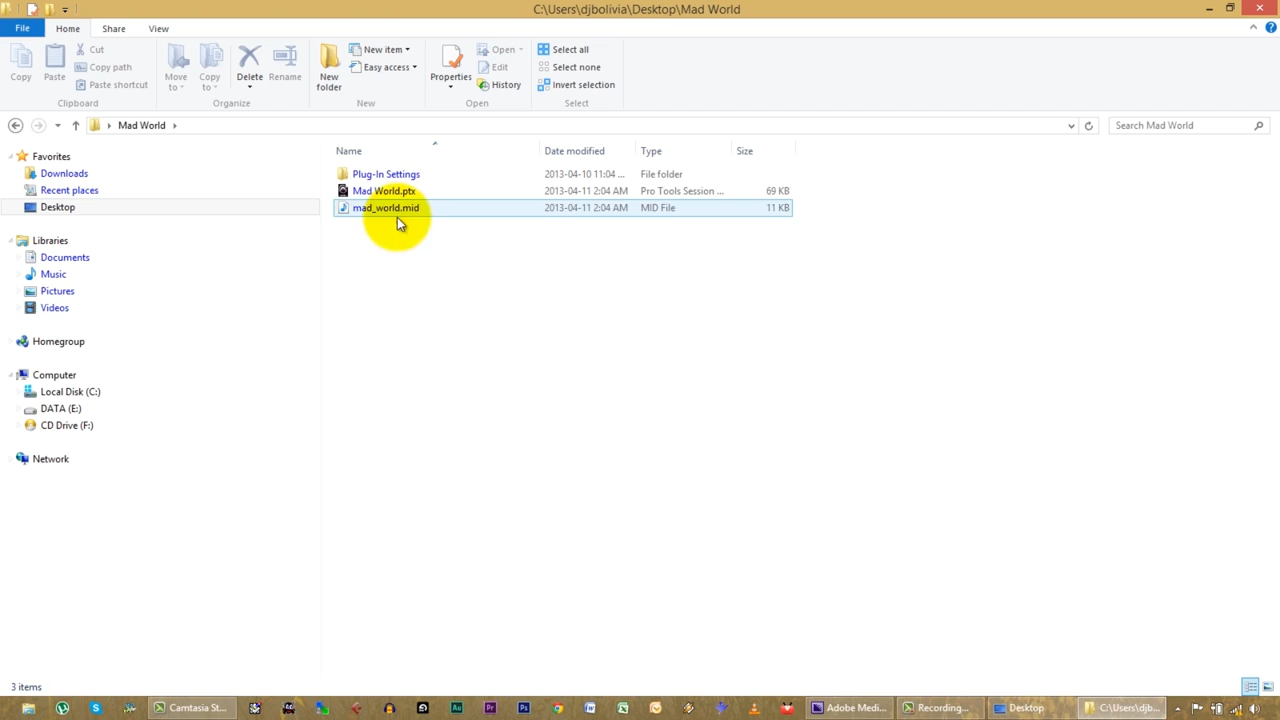 C:\Users\djbolivia\Desktop\Mad World
File Home Share View
Copy
Paste
Cut
Copy path
Paste shortcut
Clipboard
Move to
Copy to
Delete
Rename
Organize
New folder
New item
Easy access
New
Properties
Open
Edit
History
Open
Select all
Select none
Invert selection
Select
Mad World
Search Mad World
Favorites
Downloads
Recent places
Desktop
Libraries
Documents
Music
Pictures
Videos
Homegroup
Computer
Local Disk (C:)
DATA (E:)
CD Drive (F:)
Network
Name Date modified Type Size
Plug-In Settings 2013-04-10 11:04 ... File folder
Mad World.ptx 2013-04-11 2:04 AM Pro Tools Session ... 69 KB
mad_world.mid 2013-04-11 2:04 AM MID File 11 KB
3 items
Camtasia St... Au Pr Ps Adobe Medi... Recording... Desktop C:\Users\djb...